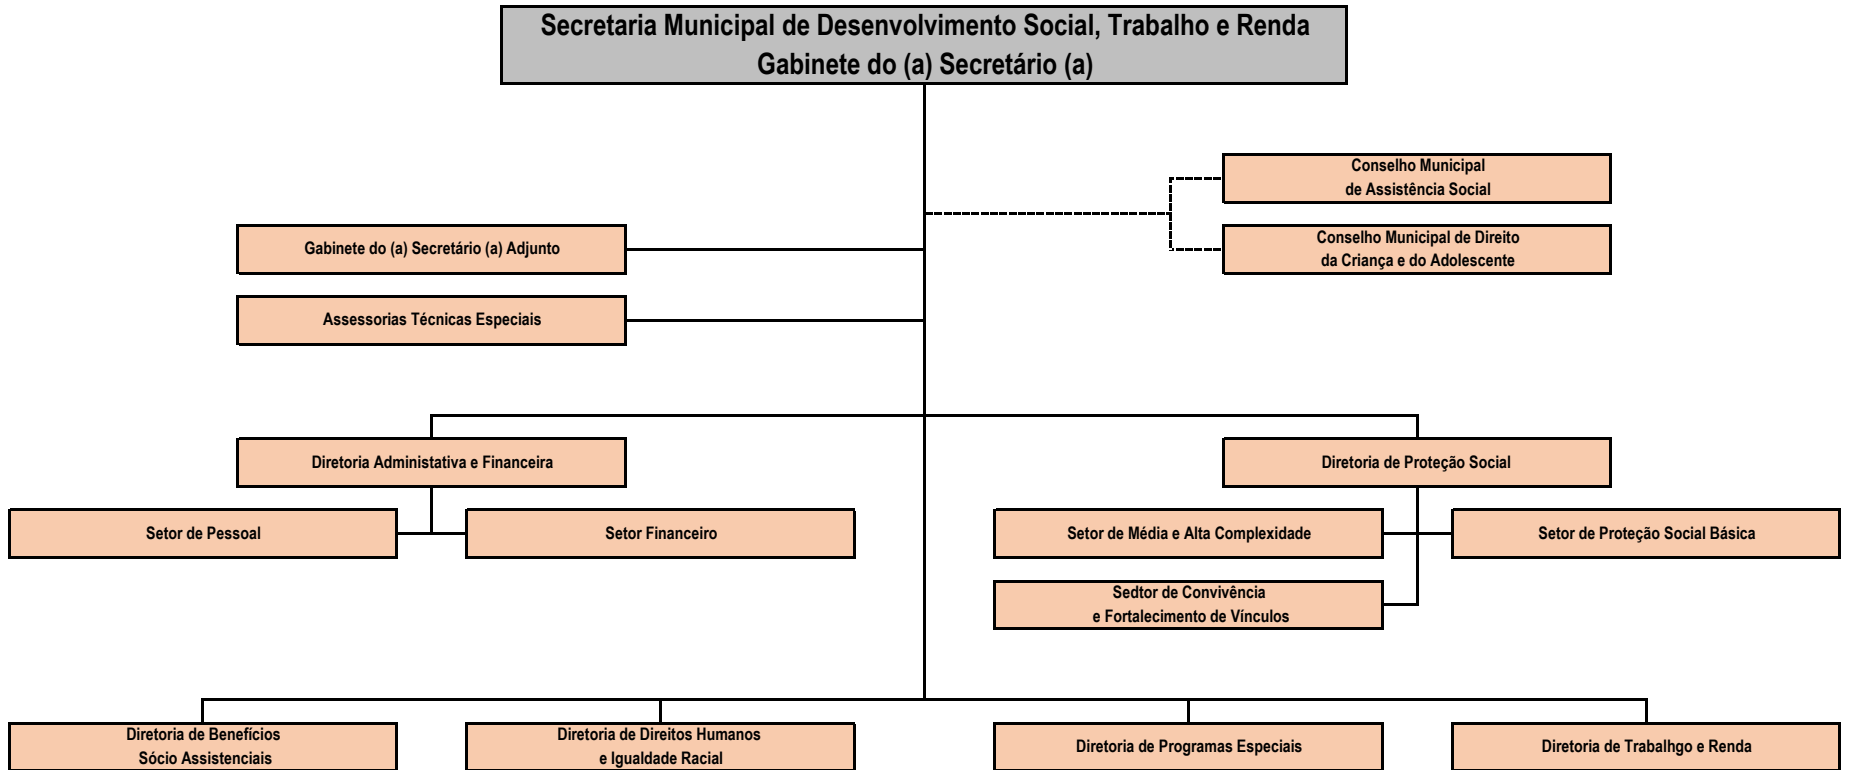 Secretaria Municipal de Desenvolvimento Social, Trabalho e Renda
Gabinete do (a) Secretário (a)
Conselho Municipal
de Assistência Social
Gabinete do (a) Secretário (a) Adjunto
Conselho Municipal de Direito
da Criança e do Adolescente
Assessorias Técnicas Especiais
Diretoria Administativa e Financeira
Diretoria de Proteção Social
Setor de Pessoal
Setor Financeiro
Setor de Média e Alta Complexidade
Setor de Proteção Social Básica
Sedtor de Convivência
e Fortalecimento de Vínculos
Diretoria de Benefícios
Sócio Assistenciais
Diretoria de Direitos Humanos
e Igualdade Racial
Diretoria de Programas Especiais
Diretoria de Trabalhgo e Renda